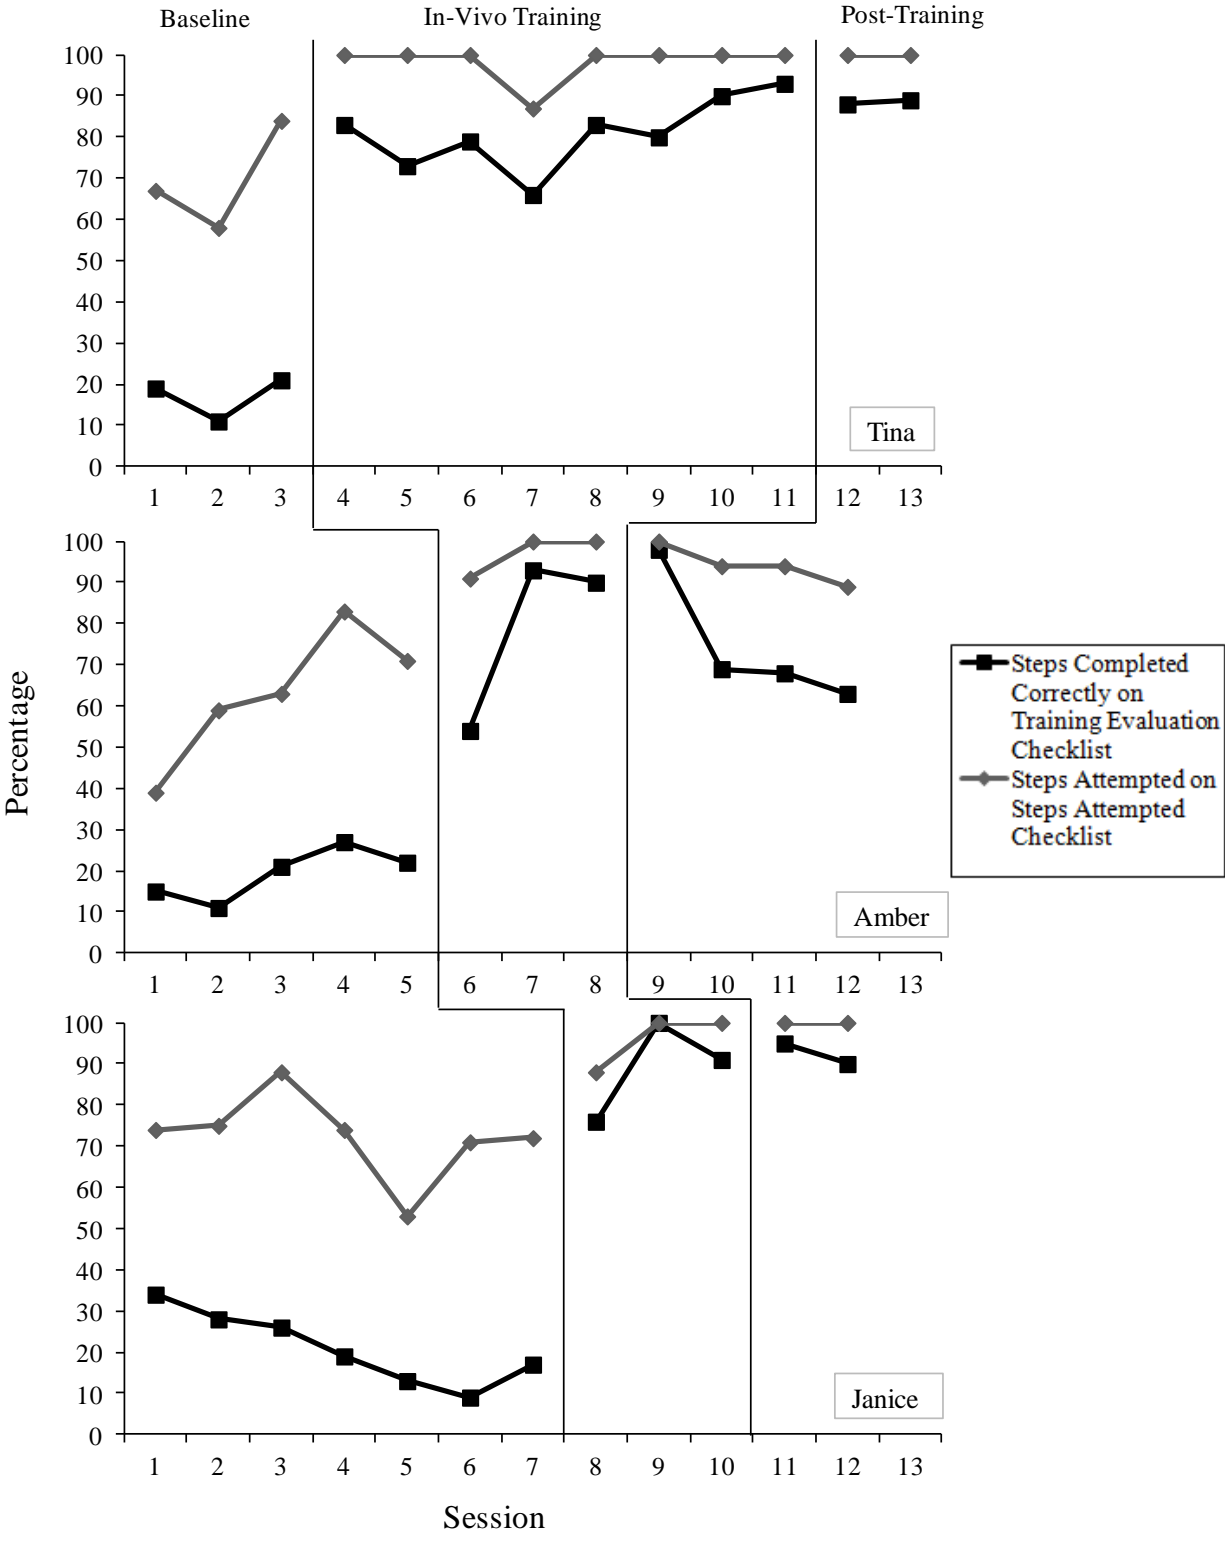 Baseline
In-Vivo Training
Post-Training
100
90
80
70
60
50
40
30
20
10
0
Tina
1 2 3 4 5 6 7 8 9 10 11 12 13
100
90
80
70
60
50
40
30
20
10
0
Percentage
Steps Completed
Correctly on
Training Evaluation
Checklist
Steps Attempted on
Steps Attempted
Checklist
Amber
1 2 3 4 5 6 7 8 9 10 11 12 13
100
90
80
70
60
50
40
30
20
10
0
Janice
1 2 3 4 5 6 7 8 9 10 11 12 13
Session